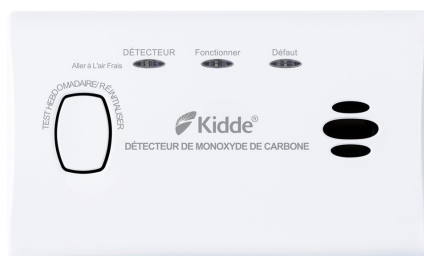 DÉTECTEUR Fonctionner Défaut
Aller à L'air Frais
TEST HEBDOMADAIRE/RÉINITIALISER
Kidde®
DÉTECTEUR DE MONOXYDE DE CARBONE